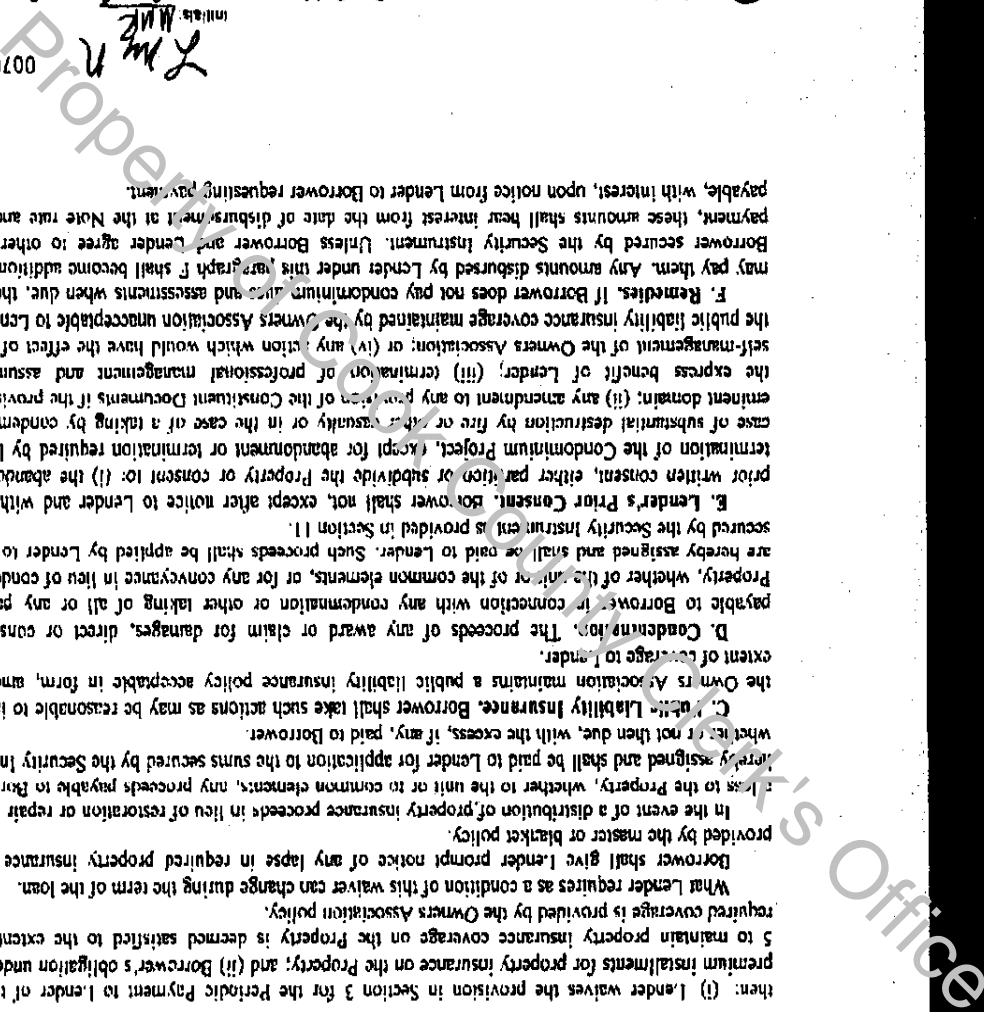 then: (i) Lender waives the provision in Section 3 for the Periodic Payment to Lender of t
premium installments for property insurance on the Property; and (ii) Borrower's obligation unde
5 to maintain property insurance coverage on the Property is deemed satisfied to the extent
required coverage is provided by the Owners Association policy.
What Lender requires as a condition of this waiver can change during the term of the loan.
Borrower shall give Lender prompt notice of any lapse in required property insurance
provided by the master or blanket policy.
In the event of a distribution of property insurance proceeds in lieu of restoration or repair
a loss to the Property, whether to the unit or to common elements, any proceeds payable to Bor
hereby assigned and shall be paid to Lender for application to the sums secured by the Security In
whether or not then due, with the excess, if any, paid to Borrower.
C. Public Liability Insurance. Borrower shall take such actions as may be reasonable to i
the Owners Association maintains a public liability insurance policy acceptable in form, amo
extent of coverage to Lender.
D. Condemnation. The proceeds of any award or claim for damages, direct or cons
payable to Borrower in connection with any condemnation or other taking of all or any pa
Property, whether of the unit or of the common elements, or for any conveyance in lieu of conde
are hereby assigned and shall be paid to Lender. Such proceeds shall be applied by Lender to
secured by the Security Instrument as provided in Section 11.
E. Lender's Prior Consent. Borrower shall not, except after notice to Lender and with
prior written consent, either partition or subdivide the Property or consent to: (i) the abando
termination of the Condominium Project, except for abandonment or termination required by l
case of substantial destruction by fire or other casualty or in the case of a taking by condem
eminent domain; (ii) any amendment to any provision of the Constituent Documents if the provis
the express benefit of Lender; (iii) termination of professional management and assum
self-management of the Owners Association; or (iv) any action which would have the effect of
the public liability insurance coverage maintained by the Owners Association unacceptable to Len
F. Remedies. If Borrower does not pay condominium dues and assessments when due, the
may pay them. Any amounts disbursed by Lender under this paragraph F shall become addition
Borrower secured by the Security Instrument. Unless Borrower and Lender agree to other
payment, these amounts shall bear interest from the date of disbursement at the Note rate and
payable, with interest, upon notice from Lender to Borrower requesting payment.
Initials:
Property of Cook County Clerk's Office